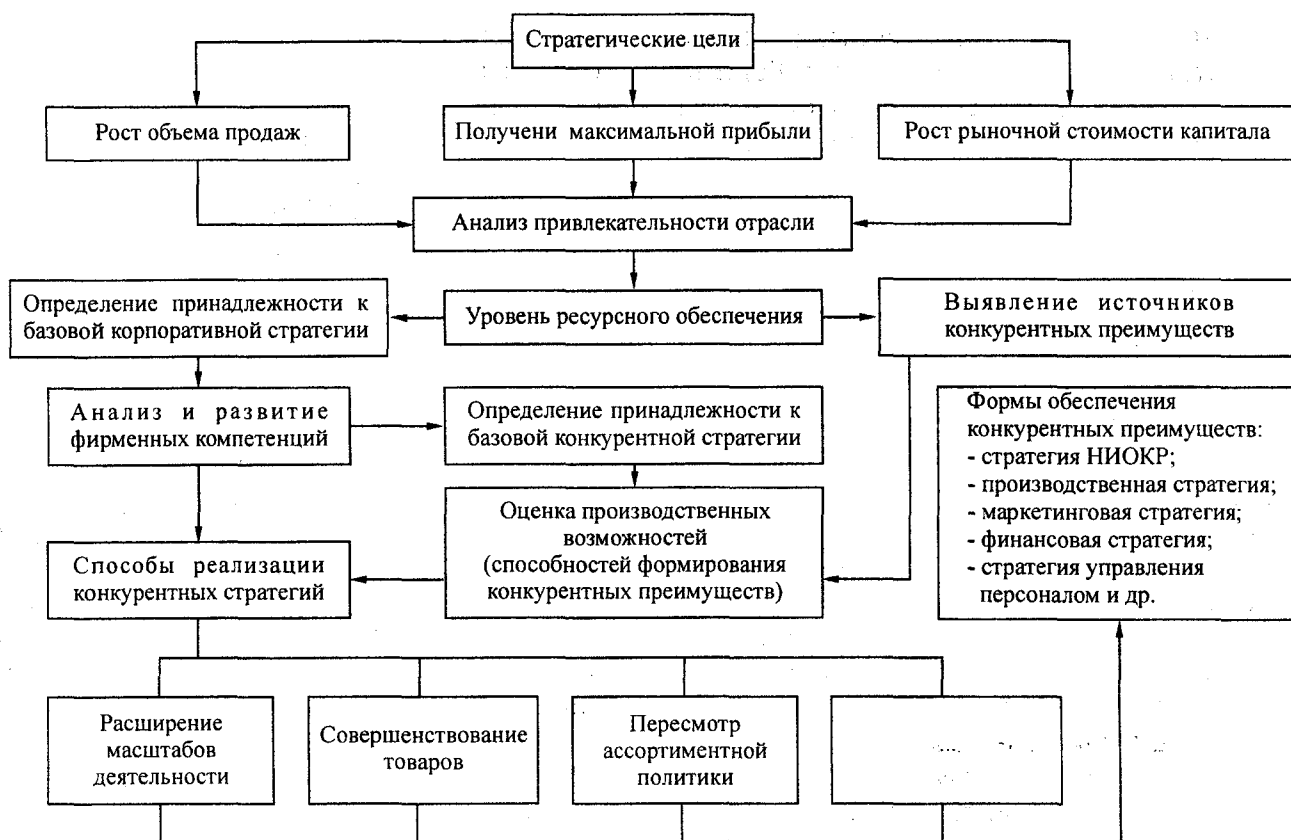 Стратегические цели
Рост объема продаж
Получени максимальной прибыли
Рост рыночной стоимости капитала
Анализ привлекательности отрасли
Определение принадлежности к
базовой корпоративной стратегии
Уровень ресурсного обеспечения
Выявление источников
конкурентных преимуществ
Анализ и развитие
фирменных компетенций
Определение принадлежности к
базовой конкурентной стратегии
Формы обеспечения
конкурентных преимуществ:
- стратегия НИОКР;
- производственная стратегия;
- маркетинговая стратегия;
- финансовая стратегия;
- стратегия управления
персоналом и др.
Оценка производственных
возможностей
(способностей формирования
конкурентных преимуществ)
Способы реализации
конкурентных стратегий
Расширение
масштабов
деятельности
Совершенствование
товаров
Пересмотр
ассортиментной
политики